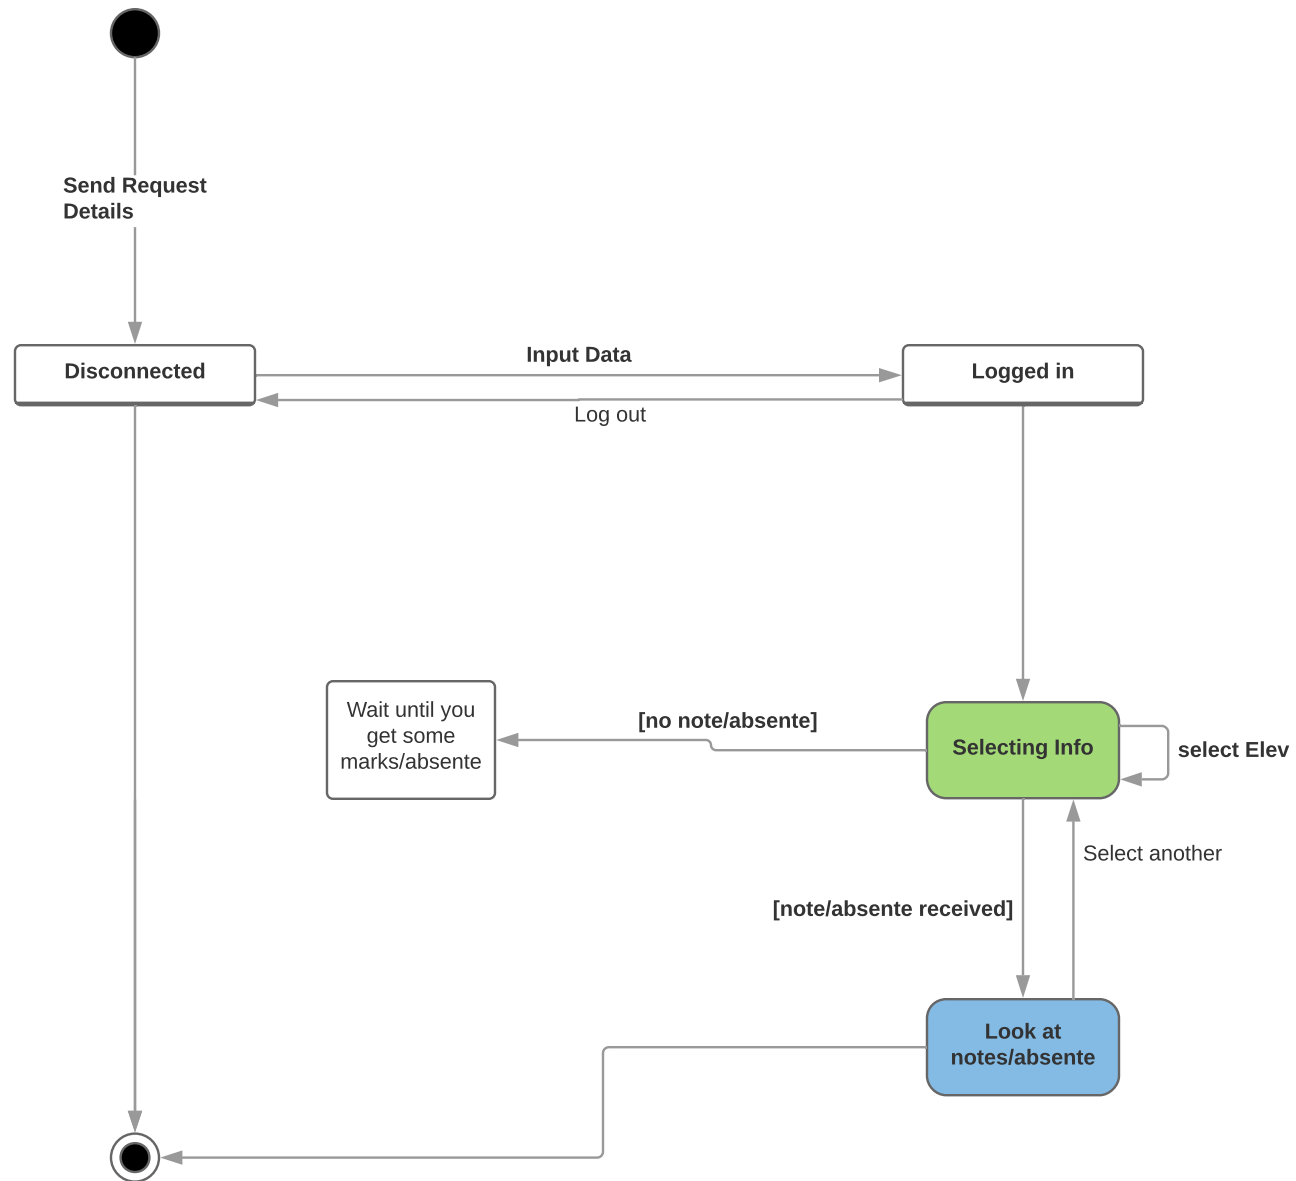 Send Request
Details
Disconnected
Input Data
Log out
Logged in
Wait until you
get some
marks/absente
[no note/absente]
Selecting Info
select Elev
Select another
[note/absente received]
Look at
notes/absente